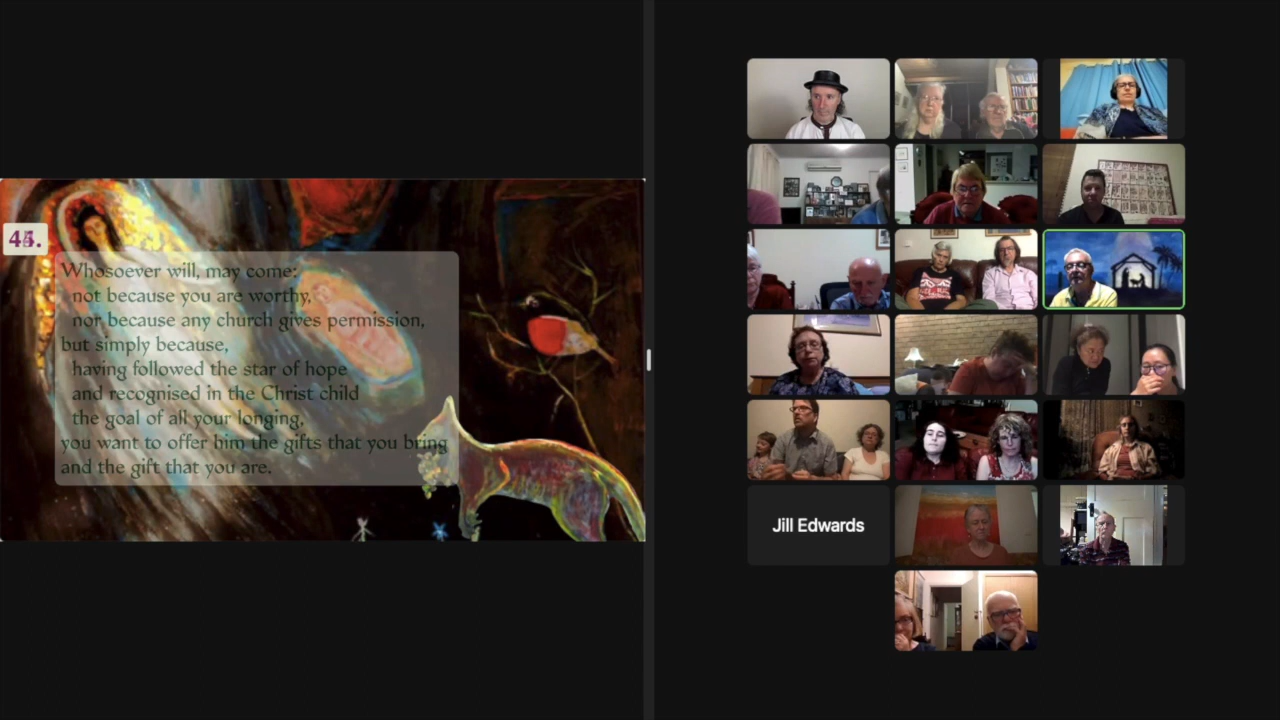 Whosoever will, may come:
not because you are worthy,
nor because any church gives permission,
but simply because,
having followed the star of hope
and recognised in the Christ child
the goal of all your longing,
you want to offer him the gifts that you bring
and the gift that you are.
Jill Edwards